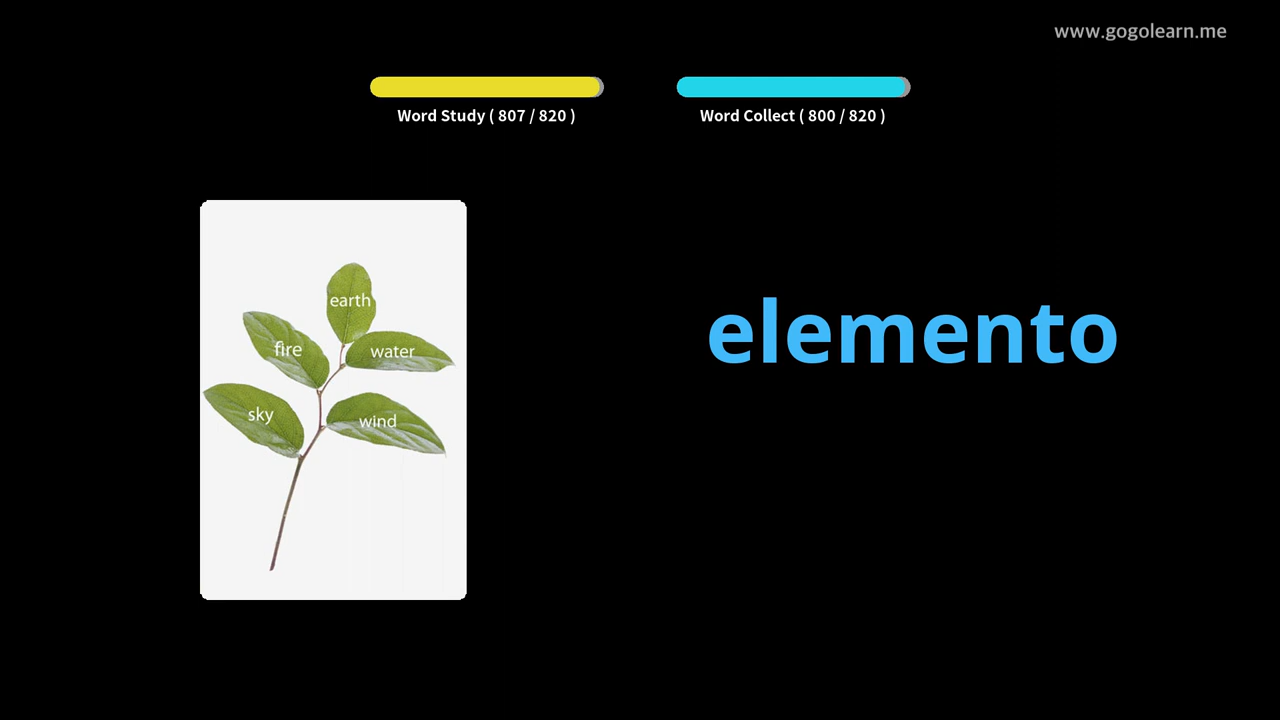 www.gogolearn.me
Word Study ( 807 / 820 )
Word Collect ( 800 / 820 )
earth
fire
water
sky
wind
elemento